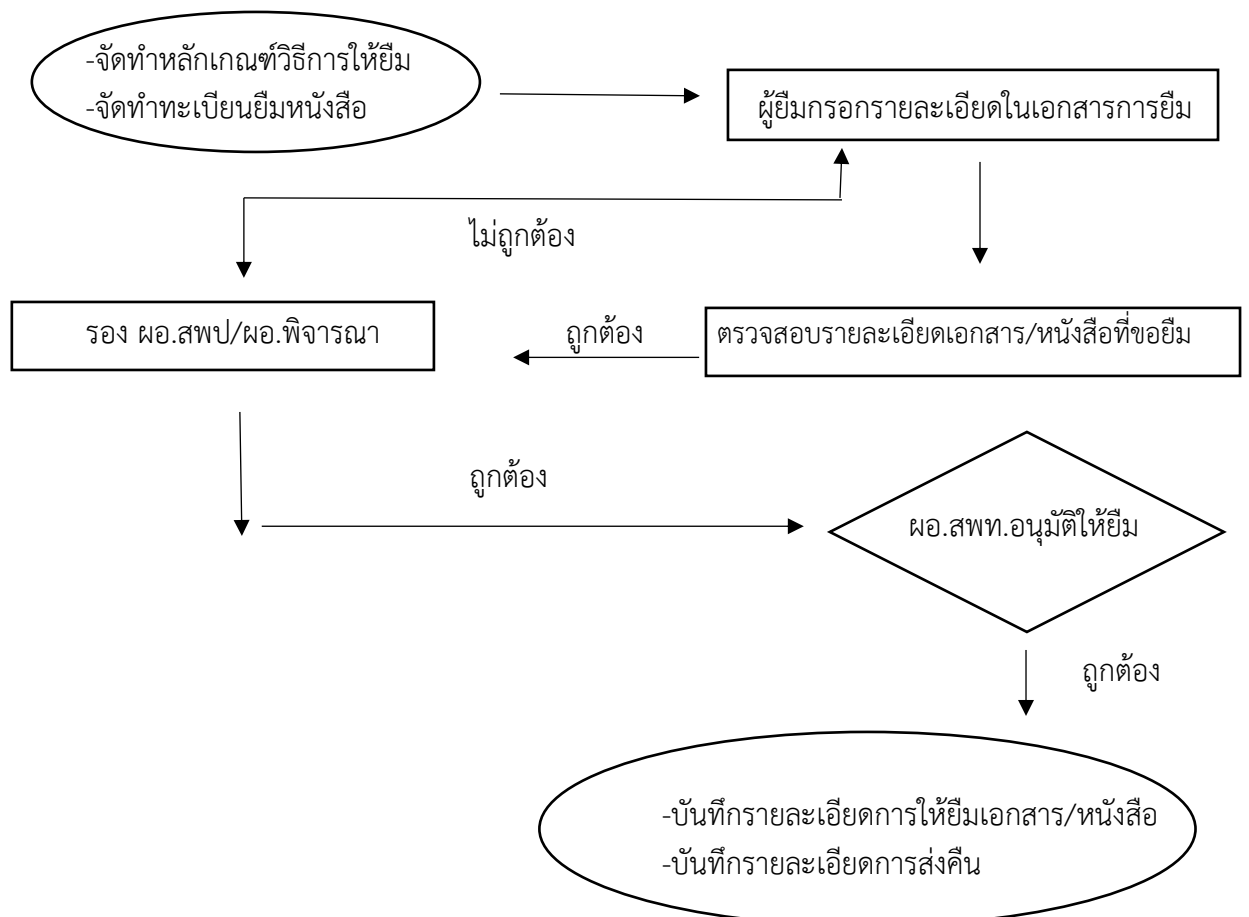 -จัดทำหลักเกณฑ์วิธีการให้ยืม
-จัดทำทะเบียนยืมหนังสือ
ผู้ยืมกรอกรายละเอียดในเอกสารการยืม
ไม่ถูกต้อง
รอง ผอ.สพป/ผอ.พิจารณา
ถูกต้อง
ตรวจสอบรายละเอียดเอกสาร/หนังสือที่ขอยืม
ถูกต้อง
ผอ.สพท.อนุมัติให้ยืม
ถูกต้อง
-บันทึกรายละเอียดการให้ยืมเอกสาร/หนังสือ
-บันทึกรายละเอียดการส่งคืน